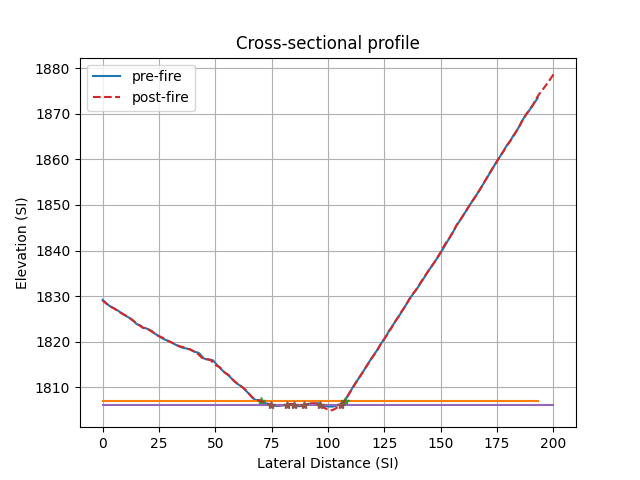 Cross-sectional profile
pre-fire
post-fire
1880
1870
1860
1850
1840
1830
1820
1810
Elevation (SI)
0 25 50 75 100 125 150 175 200
Lateral Distance (SI)